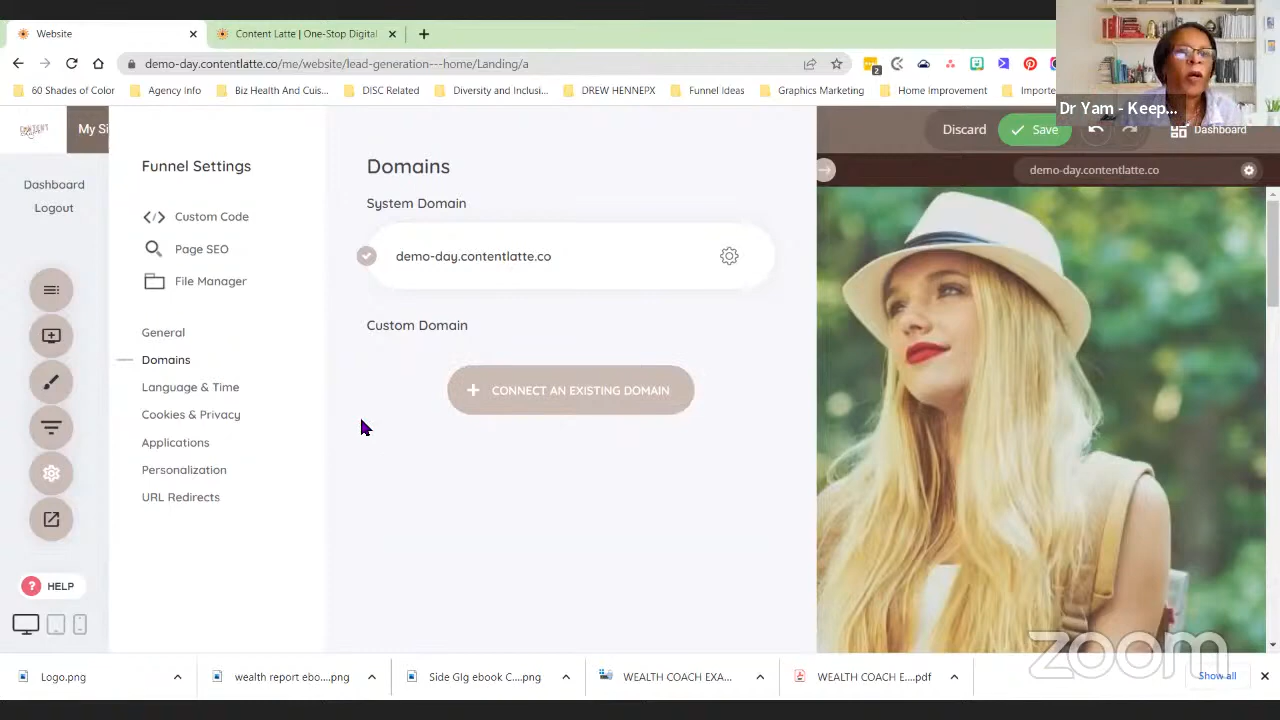 Website
Content Latte | One-Stop Digital
demo-day.contentlatte.co/me/website/lead-generation---home/Landing/a
2
60 Shades of Color
Agency Info
Biz Health And Cuis...
DISC Related
Diversity and Inclusi...
DREW HENNEPX
Funnel Ideas
Graphics Marketing
Home Improvement
Importe
Dr Yam - Keep...
CONTENT
My Si
Discard
Save
Dashboard
demo-day.contentlatte.co
Dashboard
Logout
HELP
Funnel Settings
Custom Code
Page SEO
File Manager
General
Domains
Language & Time
Cookies & Privacy
Applications
Personalization
URL Redirects
Domains
System Domain
demo-day.contentlatte.co
Custom Domain
+ CONNECT AN EXISTING DOMAIN
zoom
Logo.png
wealth report ebo....png
Side Gig ebook C....png
WEALTH COACH EXA...
WEALTH COACH E....pdf
Show all